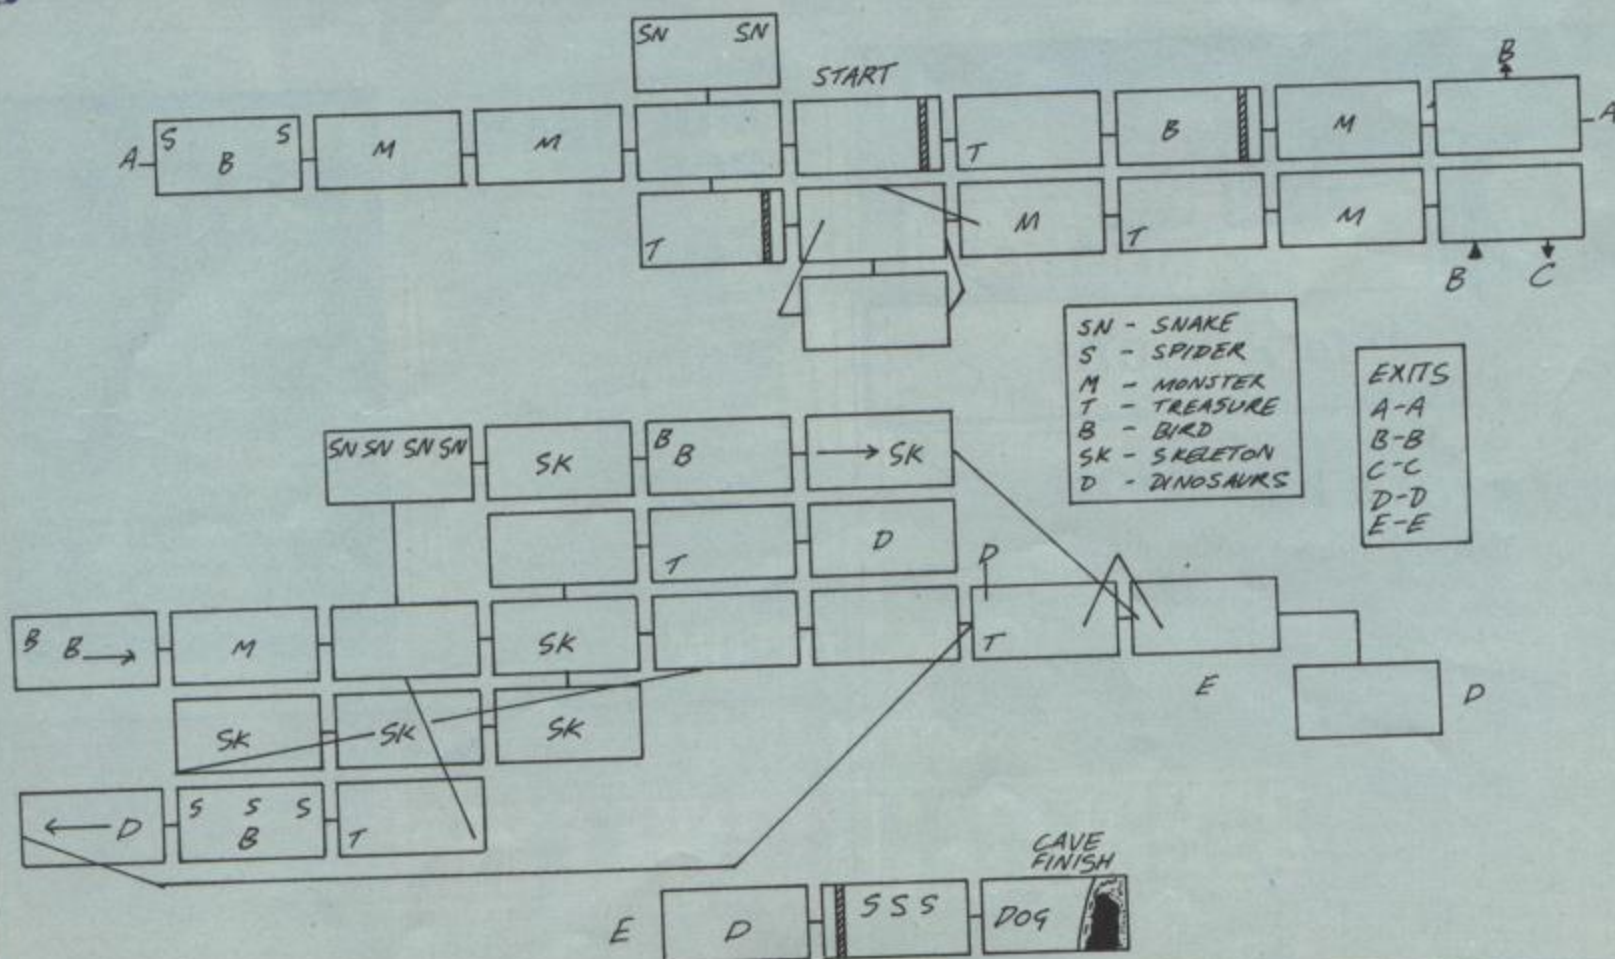 SN SN
START
B
A S S
B M M T B M A
T M T M
B C
SN - SNAKE
S - SPIDER
M - MONSTER
T - TREASURE
B - BIRD
SK - SKELETON
D - DINOSAURS
EXITS
A-A
B-B
C-C
D-D
E-E
SN SN SN SN SK B B SK
T D
D
B B M SK T
E D
SK SK SK
D S S S
B T
CAVE
FINISH
E D S S S DOG